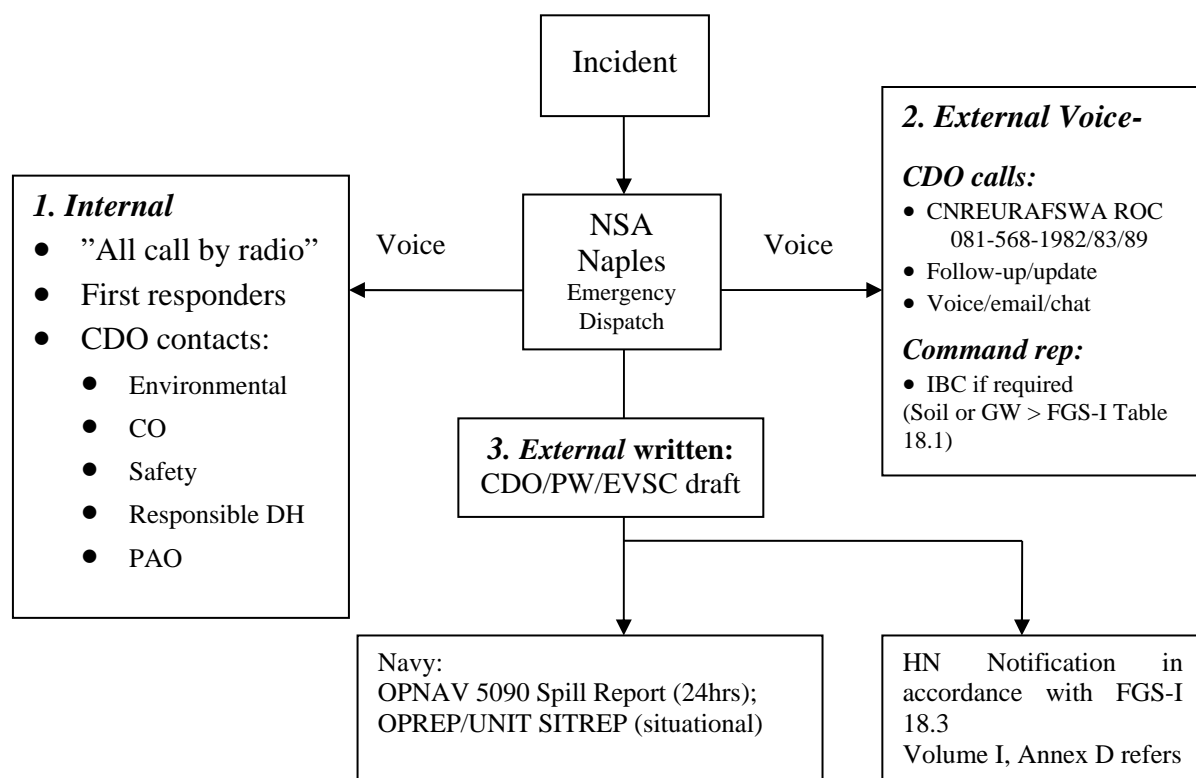 Incident
1. Internal
● ”All call by radio”
● First responders
● CDO contacts:
● Environmental
● CO
● Safety
● Responsible DH
● PAO
Voice
NSA
Naples
Emergency
Dispatch
Voice
2. External Voice-
CDO calls:
● CNREURAFSWA ROC
081-568-1982/83/89
● Follow-up/update
● Voice/email/chat
Command rep:
● IBC if required
(Soil or GW > FGS-I Table
18.1)
3. External written:
CDO/PW/EVSC draft
Navy:
OPNAV 5090 Spill Report (24hrs);
OPREP/UNIT SITREP (situational)
HN Notification in
accordance with FGS-I
18.3
Volume I, Annex D refers